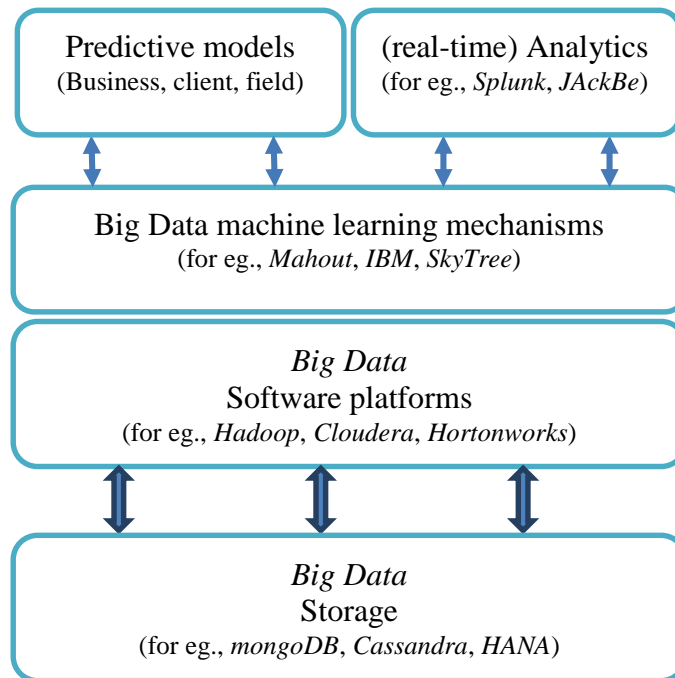 Predictive models
(Business, client, field)
(real-time) Analytics
(for eg., Splunk, JAckBe)
Big Data machine learning mechanisms
(for eg., Mahout, IBM, SkyTree)
Big Data
Software platforms
(for eg., Hadoop, Cloudera, Hortonworks)
Big Data
Storage
(for eg., mongoDB, Cassandra, HANA)